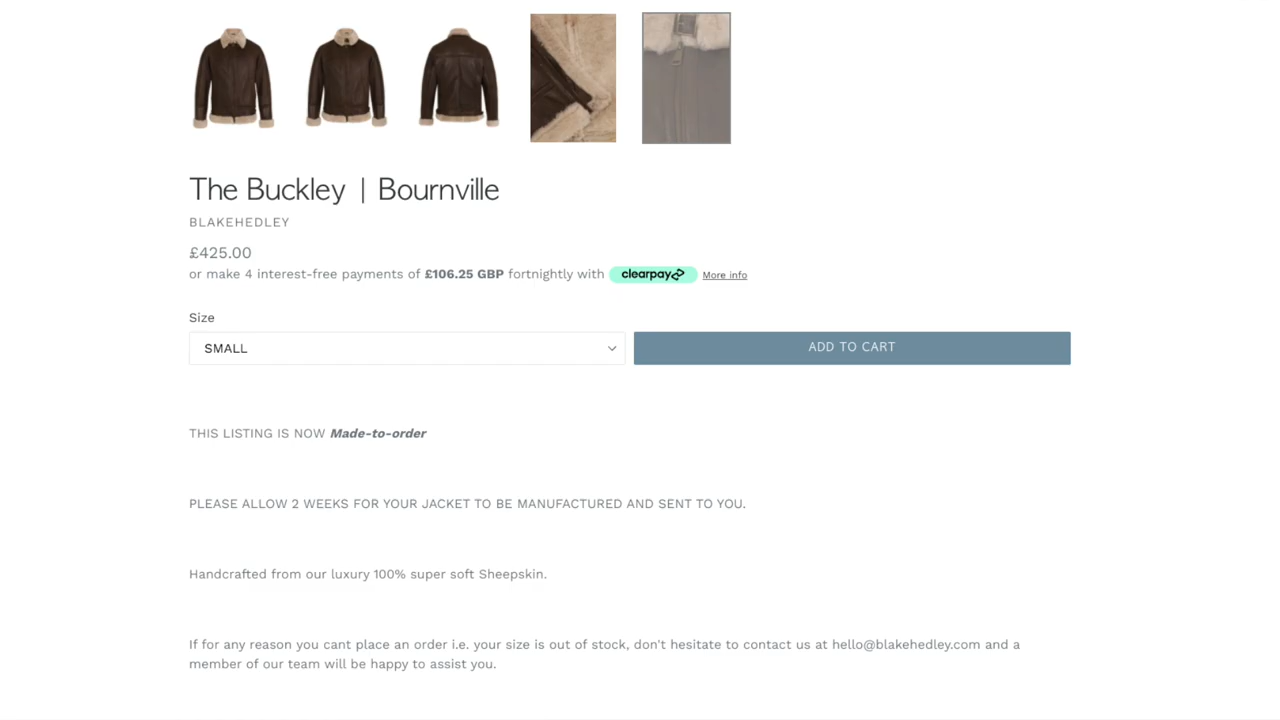 The Buckley | Bournville
BLAKEHEDLEY
£425.00
or make 4 interest-free payments of £106.25 GBP fortnightly with clearpay More info
Size
SMALL
ADD TO CART
THIS LISTING IS NOW Made-to-order
PLEASE ALLOW 2 WEEKS FOR YOUR JACKET TO BE MANUFACTURED AND SENT TO YOU.
Handcrafted from our luxury 100% super soft Sheepskin.
If for any reason you cant place an order i.e. your size is out of stock, don't hesitate to contact us at hello@blakehedley.com and a
member of our team will be happy to assist you.